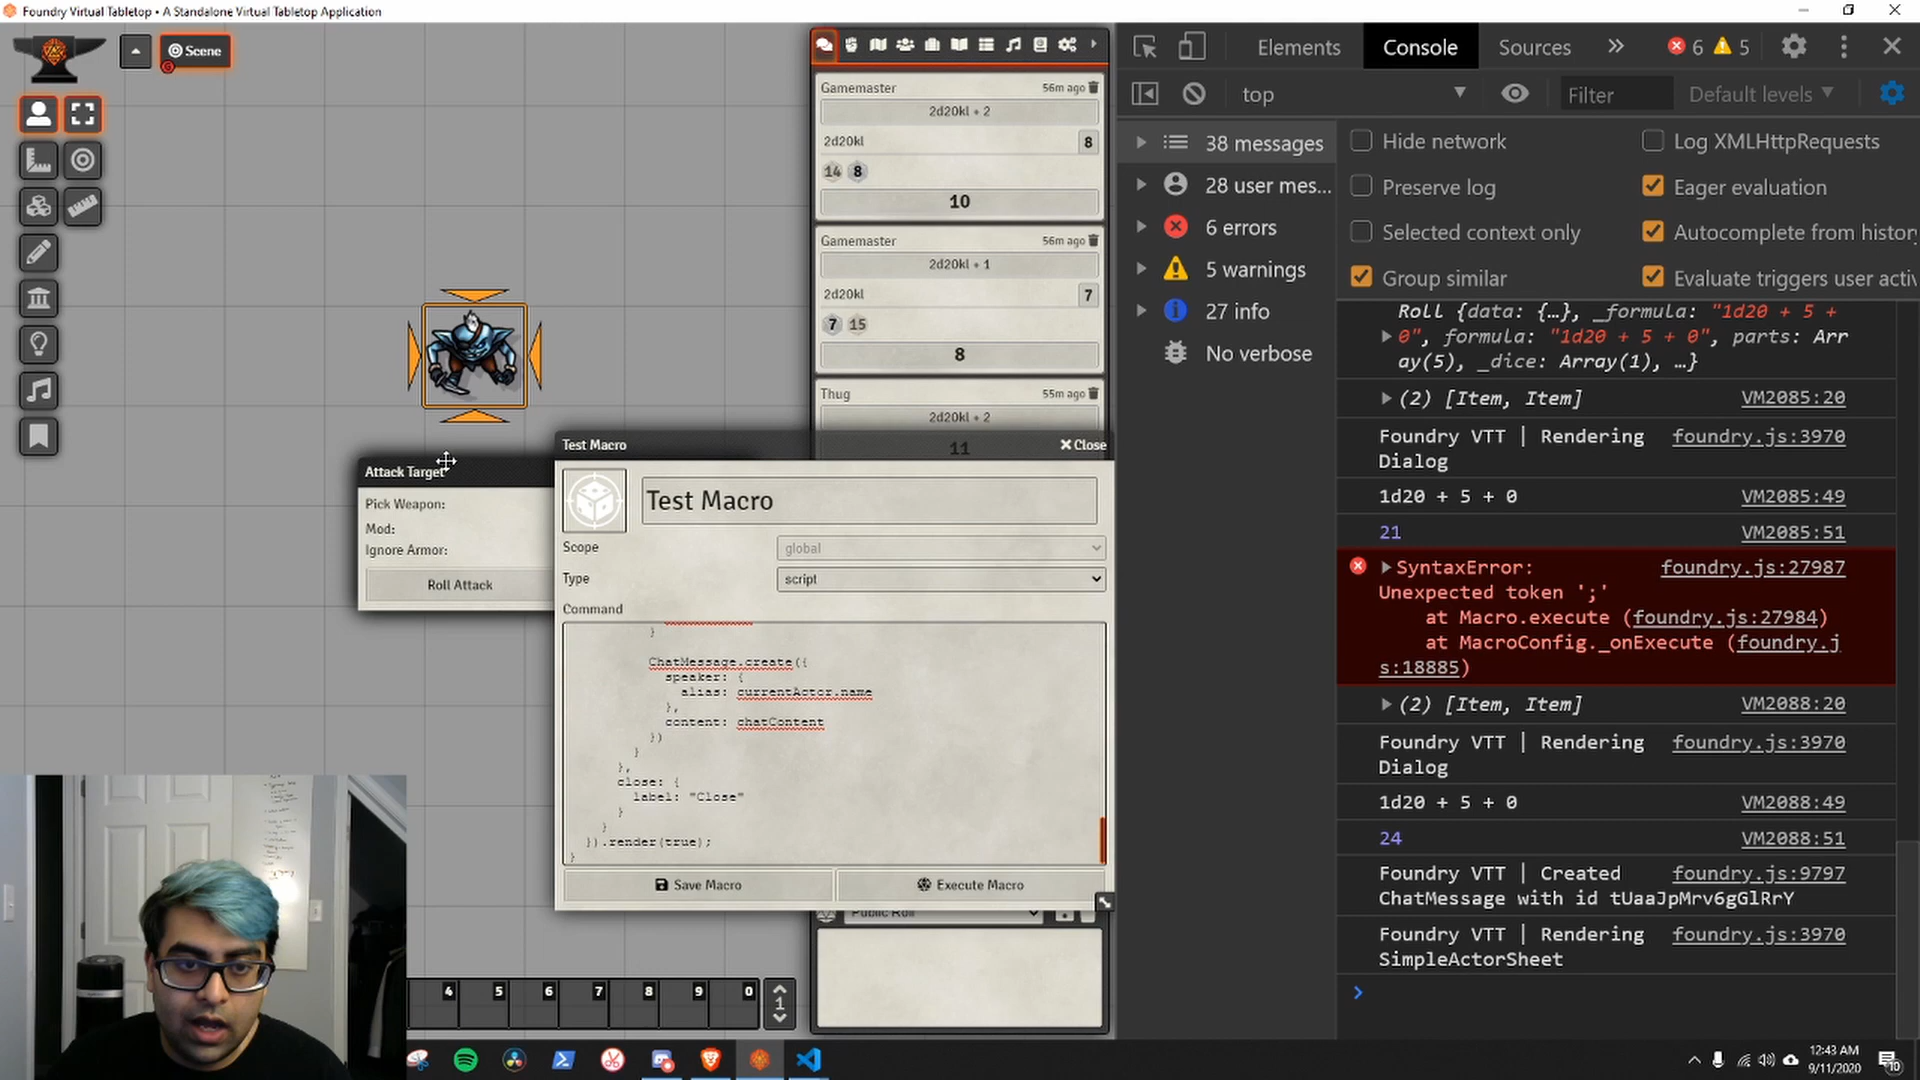 Foundry Virtual Tabletop • A Standalone Virtual Tabletop Application
Scene
G
Gamemaster
56m ago
2d20kl + 2
2d20kl
8
14 8
10
Gamemaster
56m ago
2d20kl + 1
2d20kl
7
7 15
8
Thug
55m ago
2d20kl + 2
11
Attack Target
Pick Weapon:
Mod:
Ignore Armor:
Roll Attack
Test Macro
Close
Test Macro
Scope
global
Type
script
Command
}
ChatMessage.create({
speaker: {
alias: currentActor.name
},
content: chatContent
})
}
},
close: {
label: "Close"
}
}
}).render(true);
}
Save Macro
Execute Macro
Public Roll
4 5 6 7 8 9 0
1
Elements
Console
Sources
6
5
top
Filter
Default levels
38 messages
28 user mes...
6 errors
5 warnings
27 info
No verbose
Hide network
Log XMLHttpRequests
Preserve log
Eager evaluation
Selected context only
Autocomplete from history
Group similar
Evaluate triggers user activ
Roll {data: {…}, _formula: "1d20 + 5 +
0", formula: "1d20 + 5 + 0", parts: Arr
ay(5), _dice: Array(1), …}
(2) [Item, Item]
VM2085:20
Foundry VTT | Rendering
foundry.js:3970
Dialog
1d20 + 5 + 0
VM2085:49
21
VM2085:51
SyntaxError:
foundry.js:27987
Unexpected token ';'
at Macro.execute (foundry.js:27984)
at MacroConfig._onExecute (foundry.j
s:18885)
(2) [Item, Item]
VM2088:20
Foundry VTT | Rendering
foundry.js:3970
Dialog
1d20 + 5 + 0
VM2088:49
24
VM2088:51
Foundry VTT | Created
foundry.js:9797
ChatMessage with id tUaaJpMrv6gGlRrY
Foundry VTT | Rendering
foundry.js:3970
SimpleActorSheet
12:43 AM
9/11/2020
10